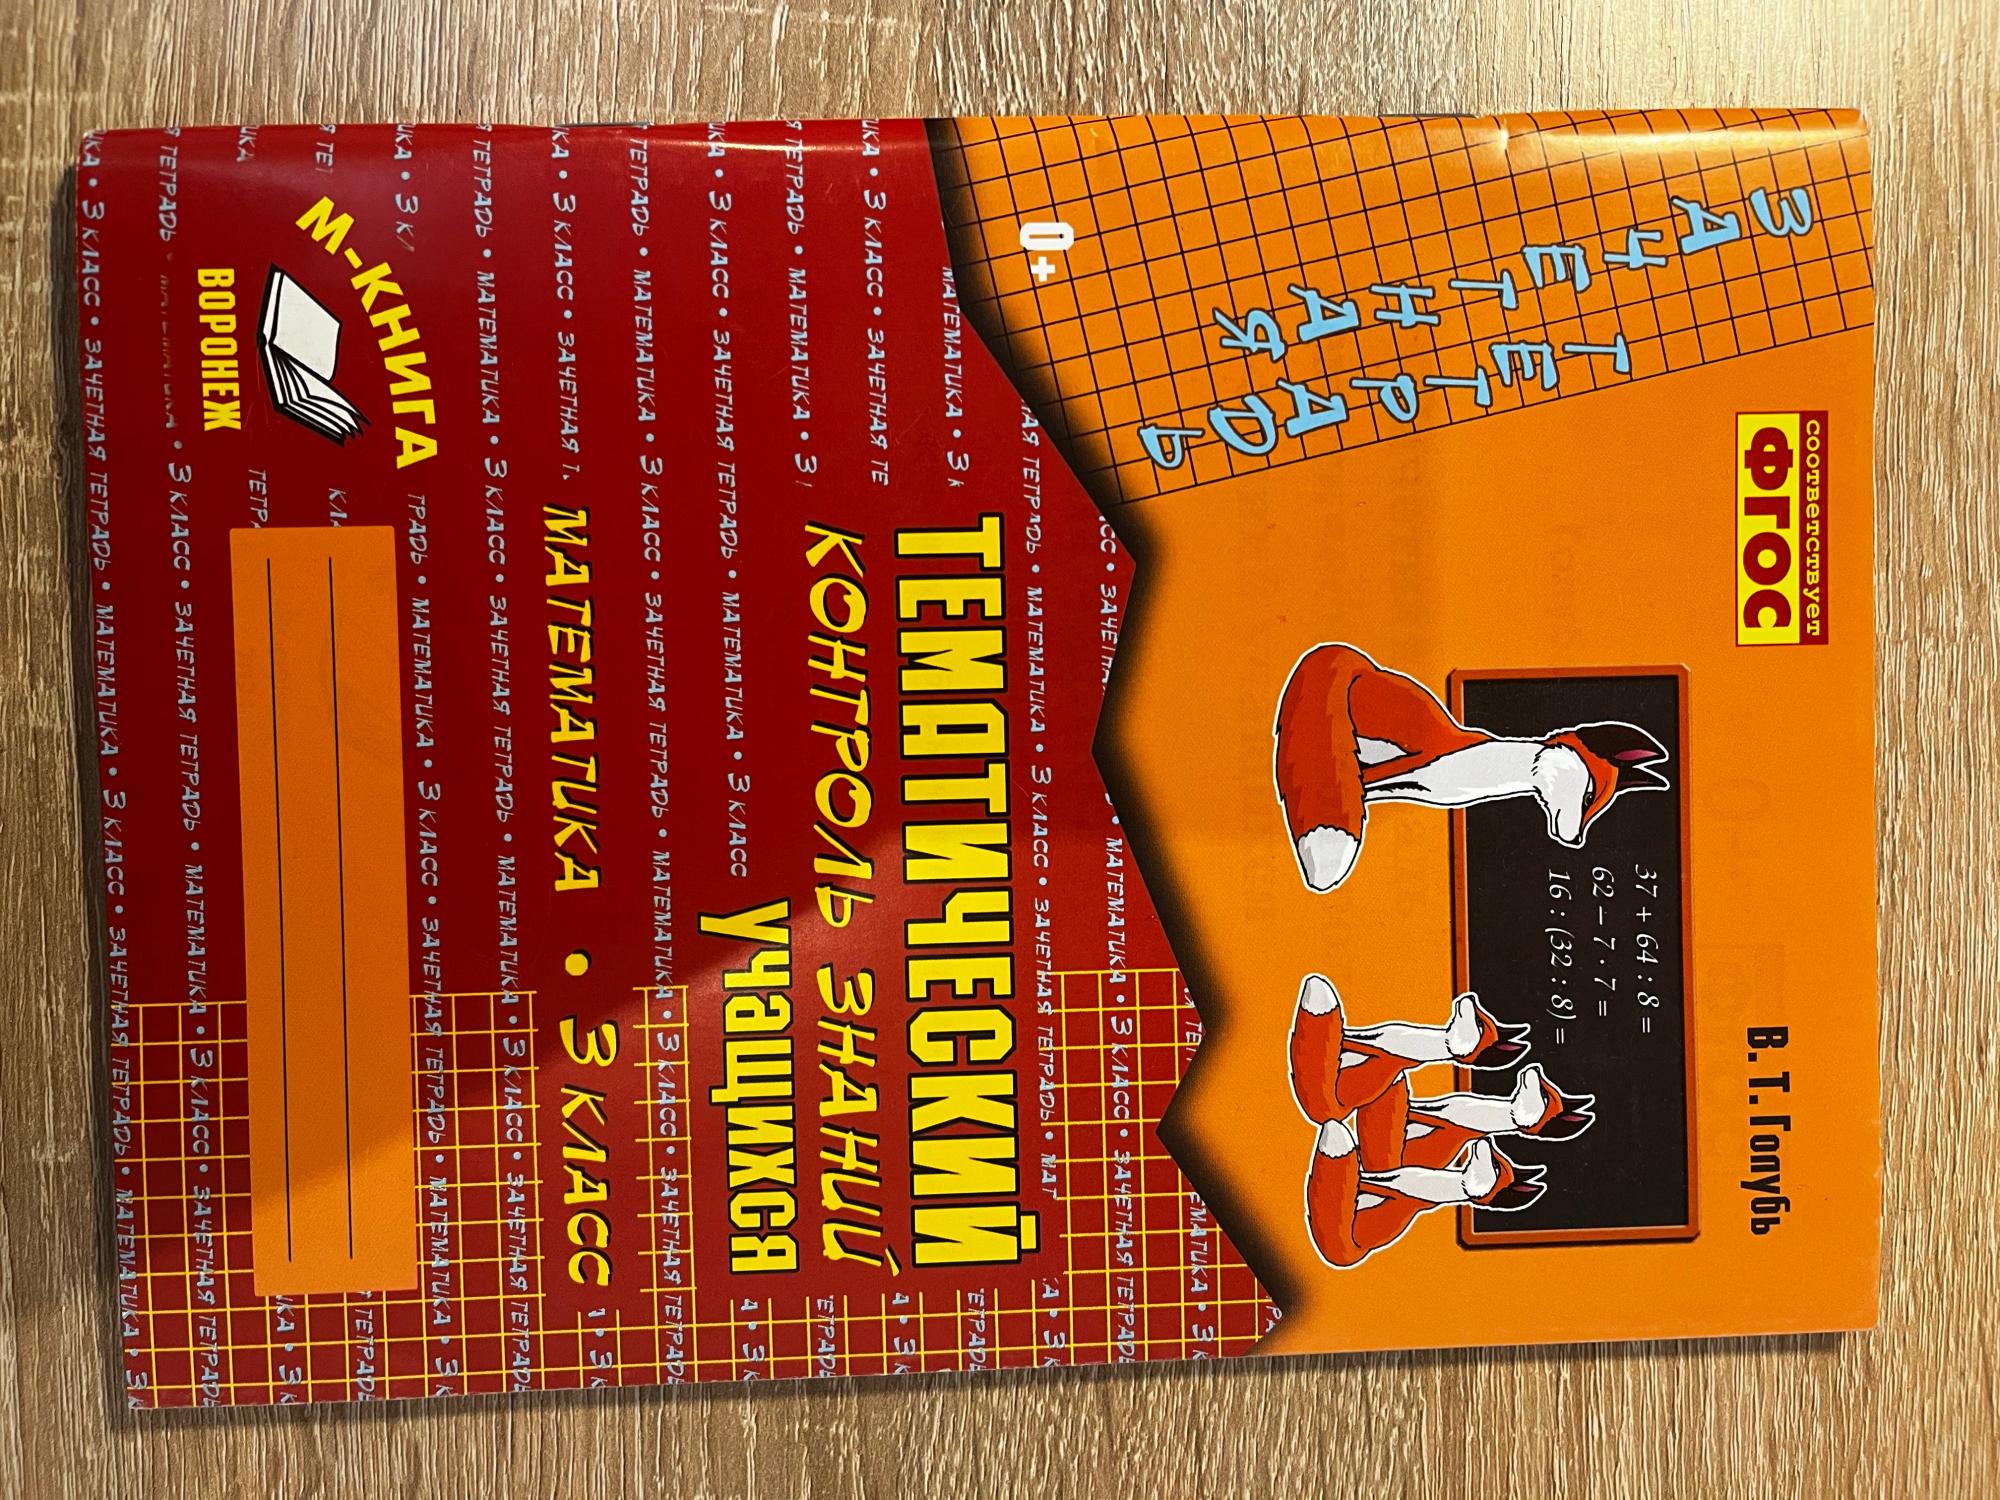 В. Т. Голубь
соответствует
ФГОС
ЗАЧЕТНАЯ
ТЕТРАДЬ
37 + 64 : 8 =
62 − 7 · 7 =
16 : (32 : 8) =
0+
ТЕМАТИЧЕСКИЙ
КОНТРОЛЬ ЗНАНИЙ
учащихся
МАТЕМАТИКА • 3 КЛАСС
М-КНИГА
ВОРОНЕЖ